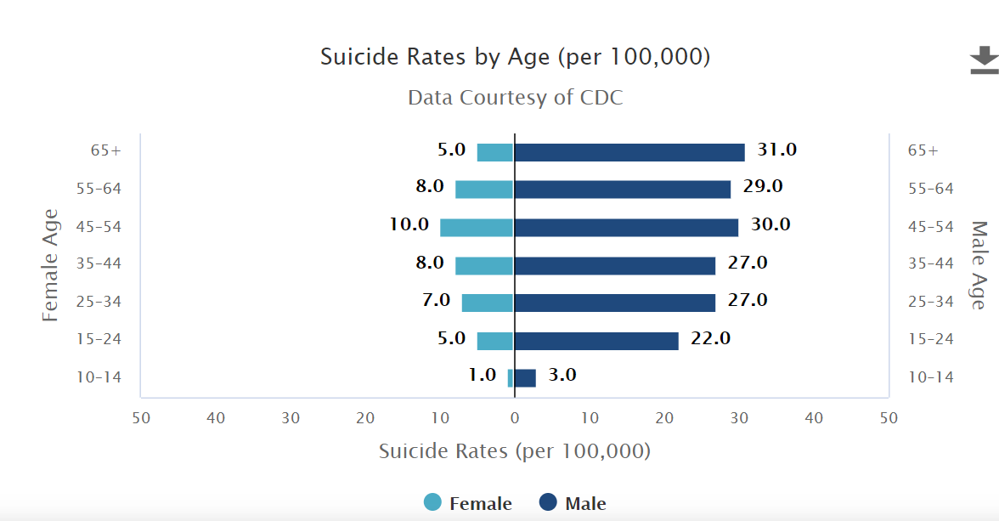 Suicide Rates by Age (per 100,000)
Data Courtesy of CDC
65+ 5.0 31.0 65+
55-64 8.0 29.0 55-64
45-54 10.0 30.0 45-54
35-44 8.0 27.0 35-44
25-34 7.0 27.0 25-34
15-24 5.0 22.0 15-24
10-14 1.0 3.0 10-14
Female Age
Male Age
50 40 30 20 10 0 10 20 30 40 50
Suicide Rates (per 100,000)
Female Male